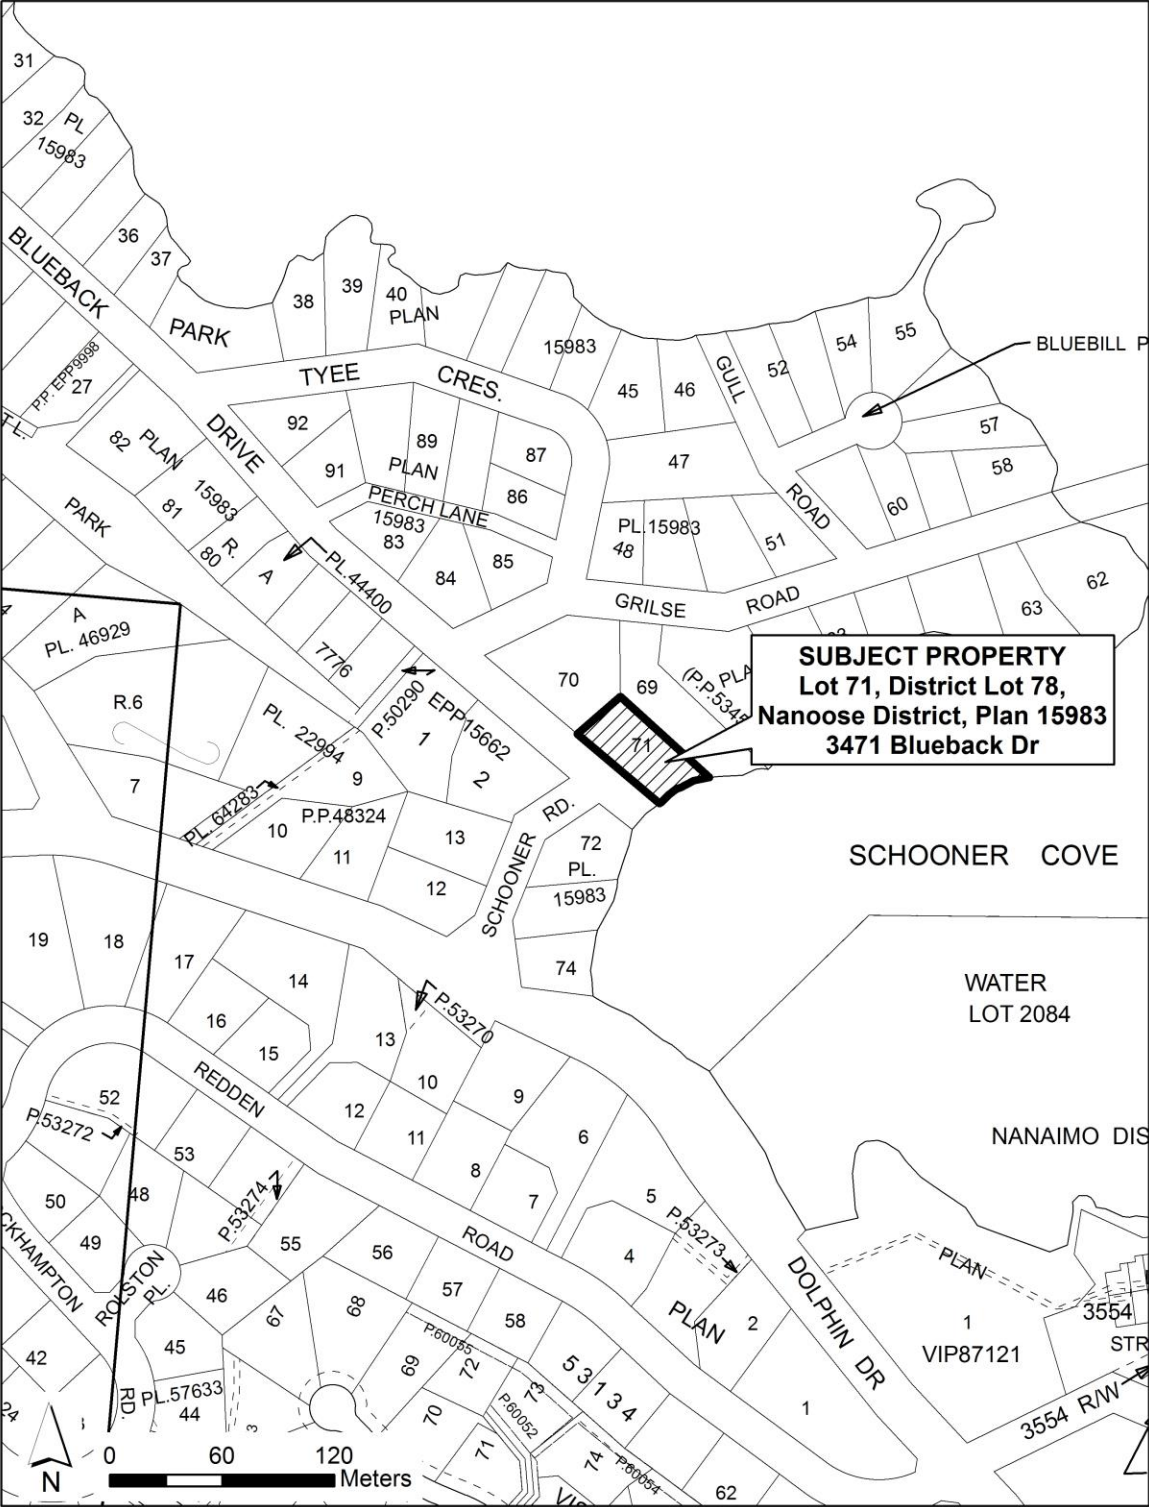 31
32
PL
15983
36
37
BLUEBACK
PARK
38
39
40
PLAN
15983
45
46
GULL
52
54
55
BLUEBILL P
P.P. EPP9998
27
T L.
TYEE
CRES.
92
91
89
PLAN
87
86
DRIVE
82
PLAN
15983
81
R.
80
A
PERCH LANE
15983
83
84
85
47
PL.15983
48
51
ROAD
57
58
60
PARK
PL.44400
A
PL. 46929
GRILSE
ROAD
62
63
7776
P.50290
EPP15662
1
2
70
69
71
(P.P.5345
PLA
SUBJECT PROPERTY
Lot 71, District Lot 78,
Nanoose District, Plan 15983
3471 Blueback Dr
R.6
7
PL. 22994
9
PL. 64283
P.P.48324
10
11
13
12
SCHOONER
RD.
72
PL.
15983
74
SCHOONER COVE
WATER
LOT 2084
NANAIMO DIS
19
18
17
14
16
15
13
P.53270
REDDEN
10
9
12
11
8
7
6
5
52
P.53272
53
50
48
49
P.53274
55
56
ROAD
57
58
4
P.53273
PLAN
2
1
DOLPHIN DR
PLAN
1
VIP87121
3554
STR
3554 R/W
CKHAMPTON
RD.
ROLSTON
PL.
46
67
68
45
42
24
PL.57633
44
3
P.60055
69
72
70
71
73
53134
P.60052
74
P.60054
62
VIS
N
0 60 120
Meters